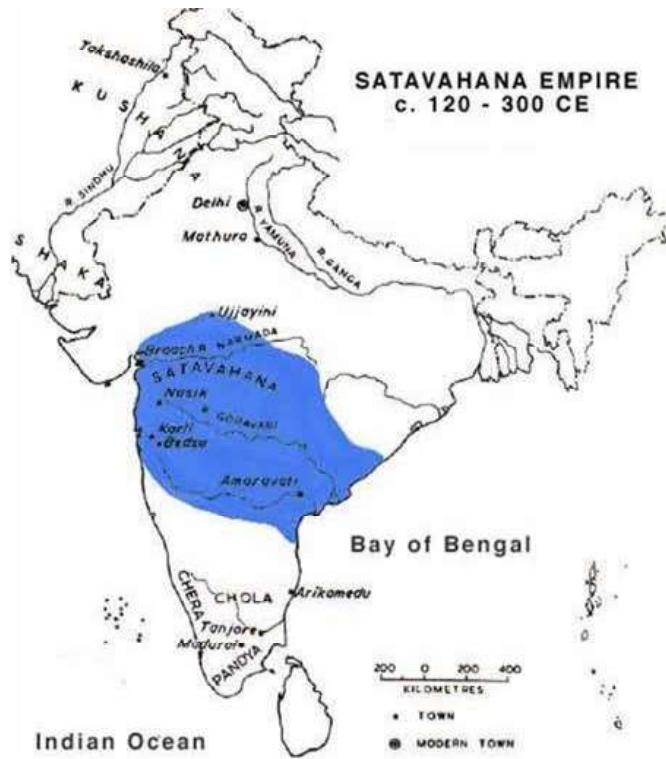 SATAVAHANA EMPIRE
c. 120 - 300 CE
Takshashila
KUSHANA
R. SINDHU
SHAKA
Delhi
Mathura
R. YAMUNA
R. GANGA
Ujjayini
Broach
R. NARMADA
SATAVAHANA
Nasik
GODAVARI
Karli
Bedsa
Amaravati
Bay of Bengal
CHERA
CHOLA
Arikamedu
Tanjore
Madurai
PANDYA
200 0 200 400
KILOMETRES
TOWN
MODERN TOWN
Indian Ocean